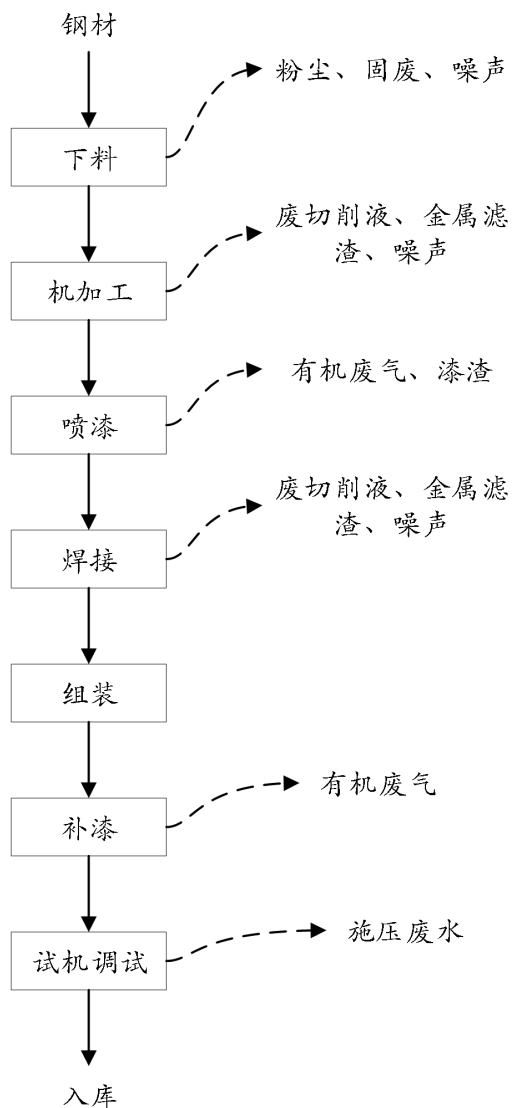 钢材
粉尘、固废、噪声
下料
废切削液、金属滤
渣、噪声
机加工
有机废气、漆渣
喷漆
废切削液、金属滤
渣、噪声
焊接
组装
有机废气
补漆
施压废水
试机调试
入库